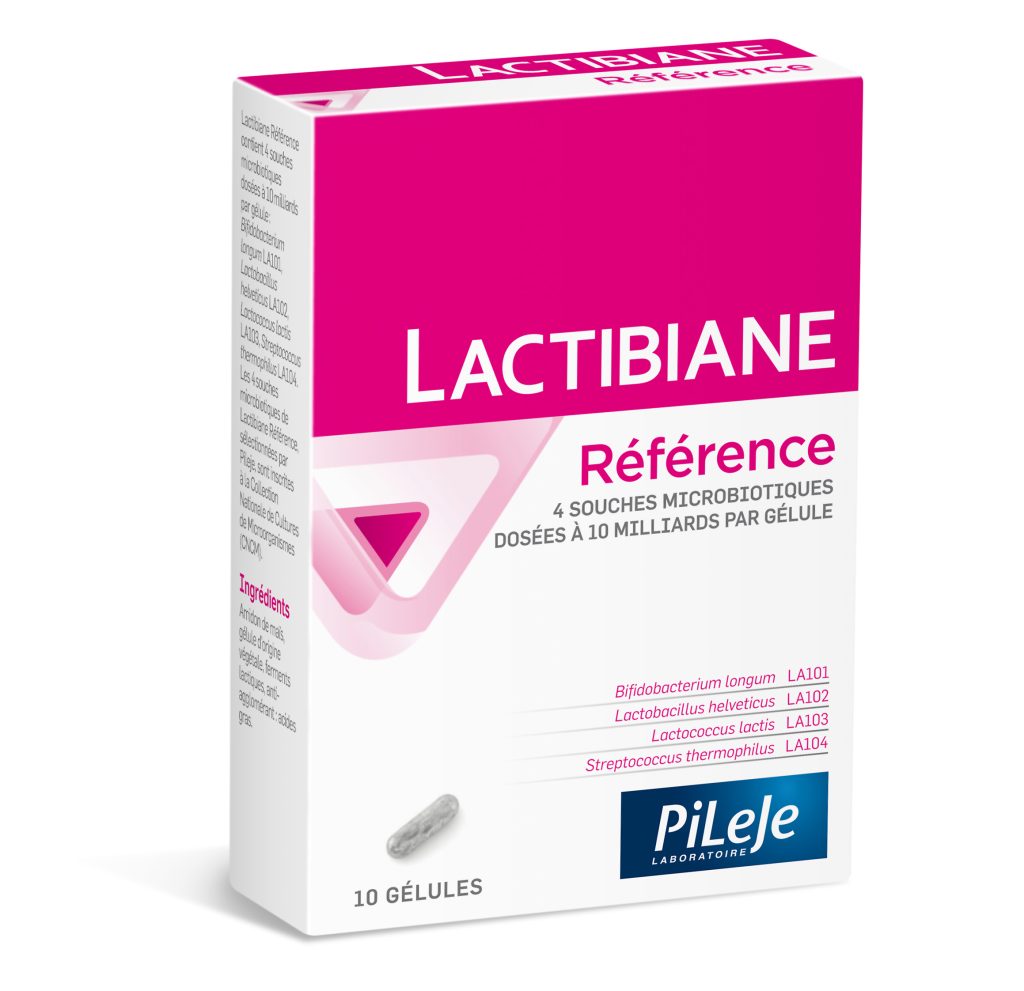 LACTIBIANE
Référence
Lactibiane Référence
contient 4 souches
microbiotiques
dosées à 10 milliards
par gélule :
Bifidobacterium
longum LA101,
Lactobacillus
helveticus LA102,
Lactococcus lactis
LA103, Streptococcus
thermophilus LA104.
Les 4 souches
microbiotiques de
Lactibiane Référence,
sélectionnées par
Pileje, sont inscrites
à la Collection
Nationale de Cultures
de Microorganismes
(CNCM).
Ingrédients
Amidon de maïs,
gélule d'origine
végétale, ferments
lactiques, anti-
agglomérant : acides
gras.
LACTIBIANE
Référence
4 SOUCHES MICROBIOTIQUES
DOSÉES À 10 MILLIARDS PAR GÉLULE
Bifidobacterium longum LA101
Lactobacillus helveticus LA102
Lactococcus lactis LA103
Streptococcus thermophilus LA104
PiLeJe
LABORATOIRE
10 GÉLULES